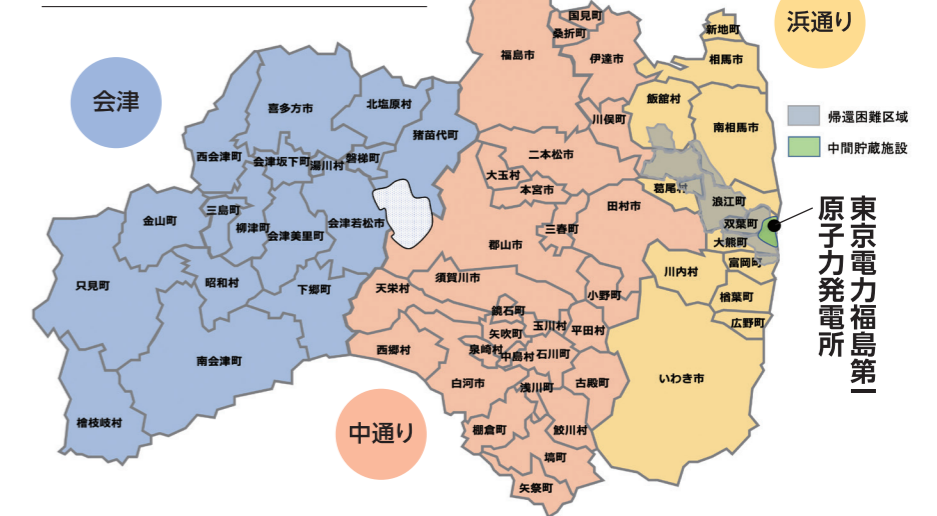 国見町
桑折町
福島市
伊達市
新地町
相馬市
浜通り
会津
喜多方市
北塩原村
猪苗代町
川俣町
飯舘村
南相馬市
帰還困難区域
中間貯蔵施設
西会津町
会津坂下町
湯川村
磐梯町
二本松市
大玉村
本宮市
葛尾村
浪江町
双葉町
大熊町
富岡町
東京電力福島第一
原子力発電所
金山町
三島町
柳津町
会津美里町
会津若松市
田村市
三春町
郡山市
川内村
只見町
昭和村
下郷町
天栄村
須賀川市
小野町
楢葉町
広野町
鏡石町
矢吹町
玉川村
平田村
南会津町
西郷村
泉崎村
中島村
石川町
白河市
浅川町
古殿町
いわき市
檜枝岐村
中通り
棚倉町
鮫川村
塙町
矢祭町